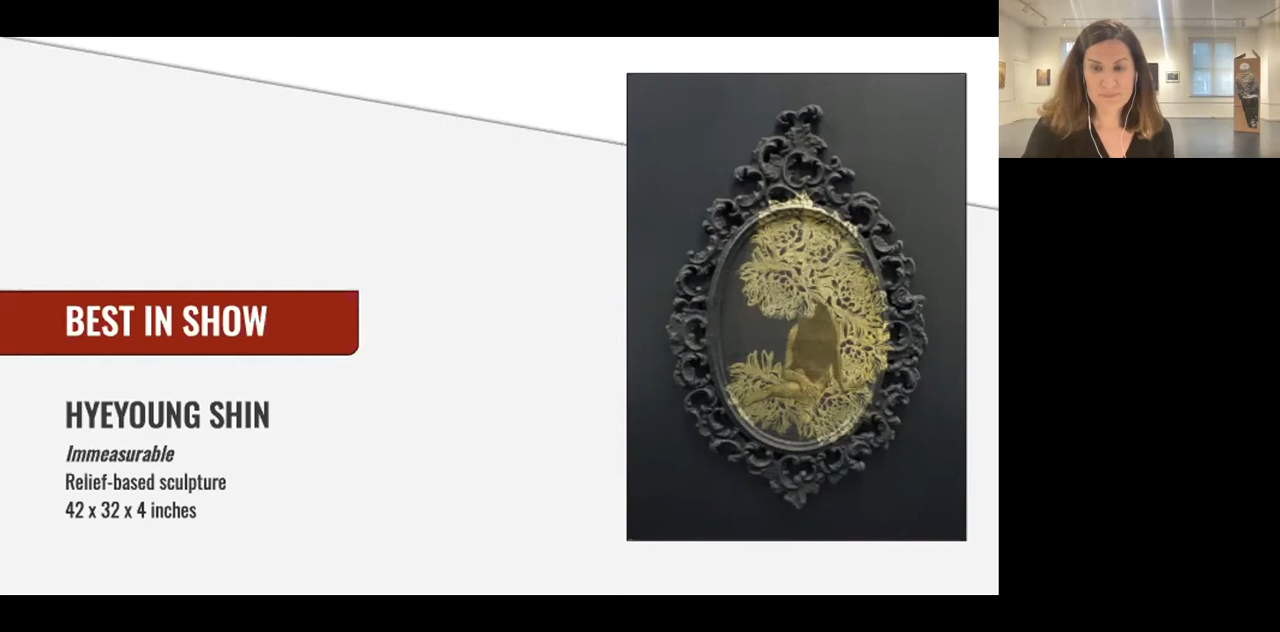 BEST IN SHOW
HYEYOUNG SHIN
Immeasurable
Relief-based sculpture
42 x 32 x 4 inches